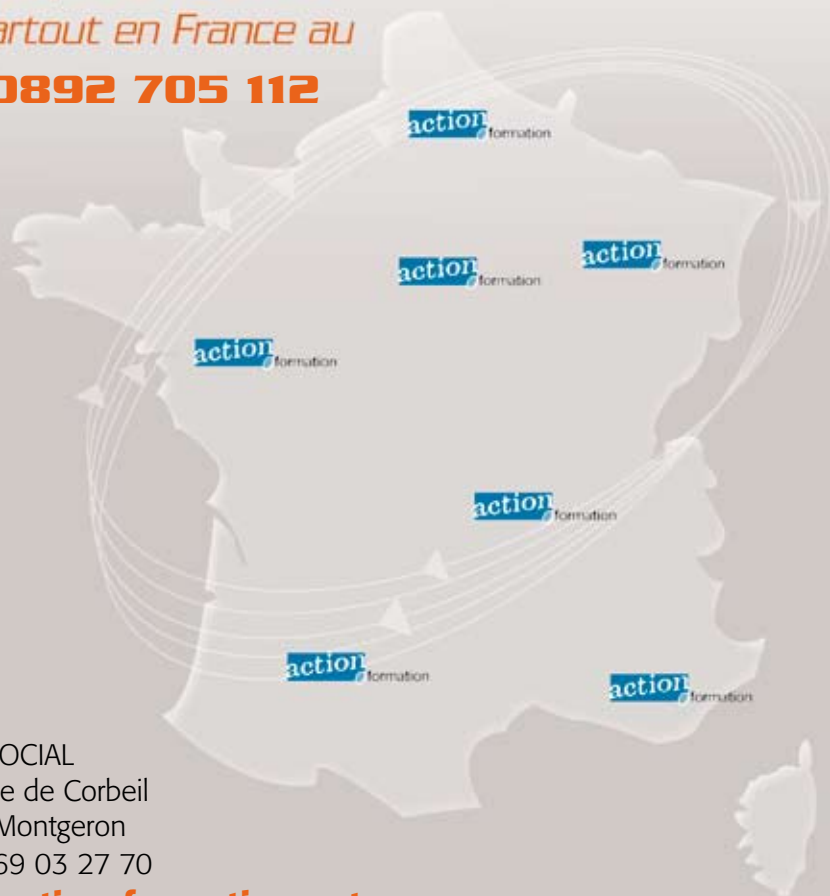 artout en France au
0892 705 112
action formation
action formation
action formation
action formation
action formation
action formation
action formation
OCIAL
e de Corbeil
Montgeron
69 03 27 70